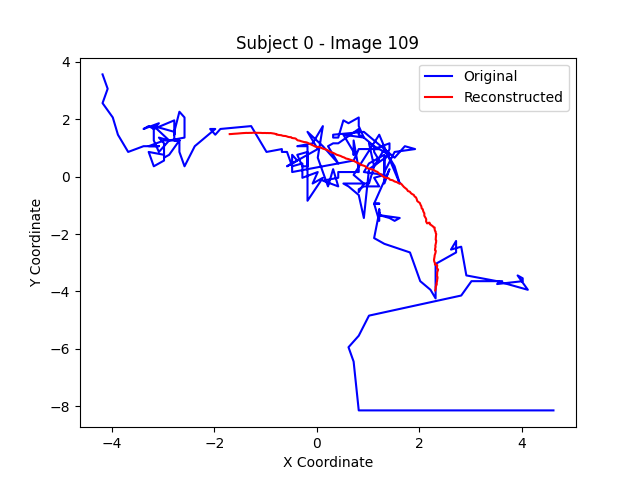 Subject 0 - Image 109
Original
Reconstructed
Y Coordinate
4
2
0
−2
−4
−6
−8
−4
−2
0
2
4
X Coordinate